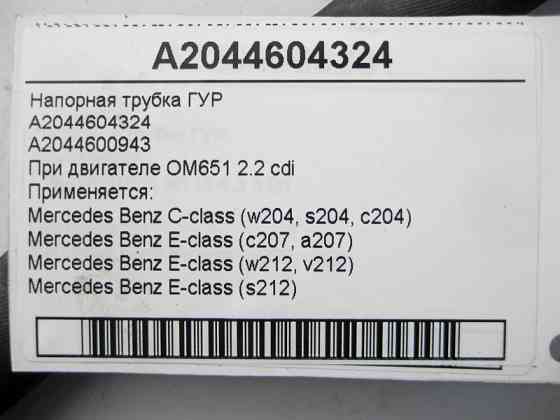 A2044604324
Напорная трубка ГУР
A2044604324
A2044600943
При двигателе OM651 2.2 cdi
Применяется:
Mercedes Benz C-class (w204, s204, c204)
Mercedes Benz E-class (c207, a207)
Mercedes Benz E-class (w212, v212)
Mercedes Benz E-class (s212)